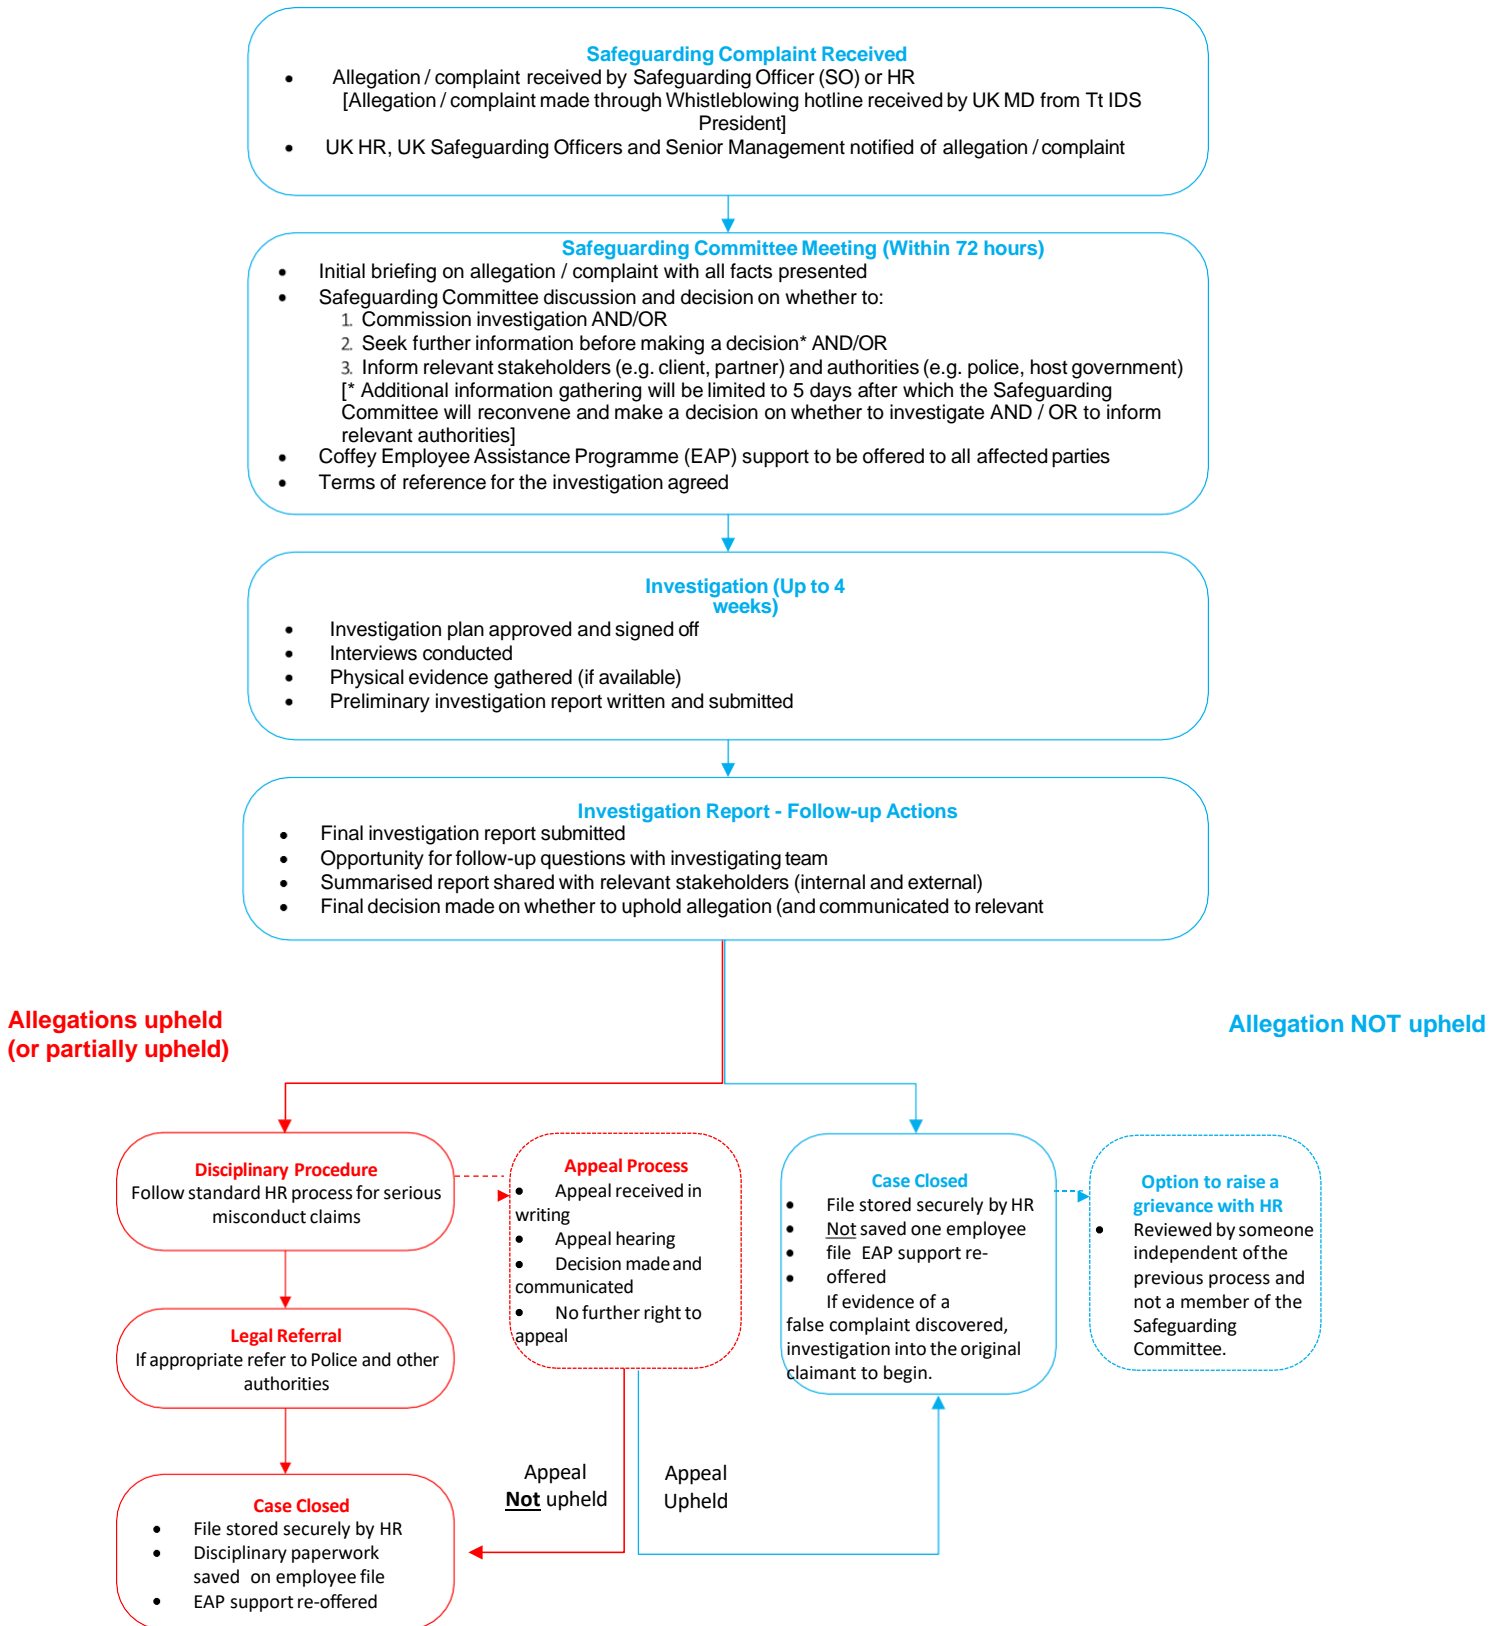 Safeguarding Complaint Received
• Allegation / complaint received by Safeguarding Officer (SO) or HR
[Allegation / complaint made through Whistleblowing hotline received by UK MD from Tt IDS
President]
• UK HR, UK Safeguarding Officers and Senior Management notified of allegation / complaint
Safeguarding Committee Meeting (Within 72 hours)
• Initial briefing on allegation / complaint with all facts presented
• Safeguarding Committee discussion and decision on whether to:
1. Commission investigation AND/OR
2. Seek further information before making a decision* AND/OR
3. Inform relevant stakeholders (e.g. client, partner) and authorities (e.g. police, host government)
[* Additional information gathering will be limited to 5 days after which the Safeguarding
Committee will reconvene and make a decision on whether to investigate AND / OR to inform
relevant authorities]
• Coffey Employee Assistance Programme (EAP) support to be offered to all affected parties
• Terms of reference for the investigation agreed
Investigation (Up to 4
weeks)
• Investigation plan approved and signed off
• Interviews conducted
• Physical evidence gathered (if available)
• Preliminary investigation report written and submitted
Investigation Report - Follow-up Actions
• Final investigation report submitted
• Opportunity for follow-up questions with investigating team
• Summarised report shared with relevant stakeholders (internal and external)
• Final decision made on whether to uphold allegation (and communicated to relevant
Allegations upheld
(or partially upheld)
Allegation NOT upheld
Disciplinary Procedure
Follow standard HR process for serious
misconduct claims
Legal Referral
If appropriate refer to Police and other
authorities
Case Closed
• File stored securely by HR
• Disciplinary paperwork
saved on employee file
• EAP support re-offered
Appeal Process
• Appeal received in
writing
• Appeal hearing
• Decision made and
communicated
• No further right to
appeal
Appeal
Not upheld
Appeal
Upheld
Case Closed
• File stored securely by HR
• Not saved one employee
• file EAP support re-
• offered
If evidence of a
false complaint discovered,
investigation into the original
claimant to begin.
Option to raise a
grievance with HR
• Reviewed by someone
independent of the
previous process and
not a member of the
Safeguarding
Committee.